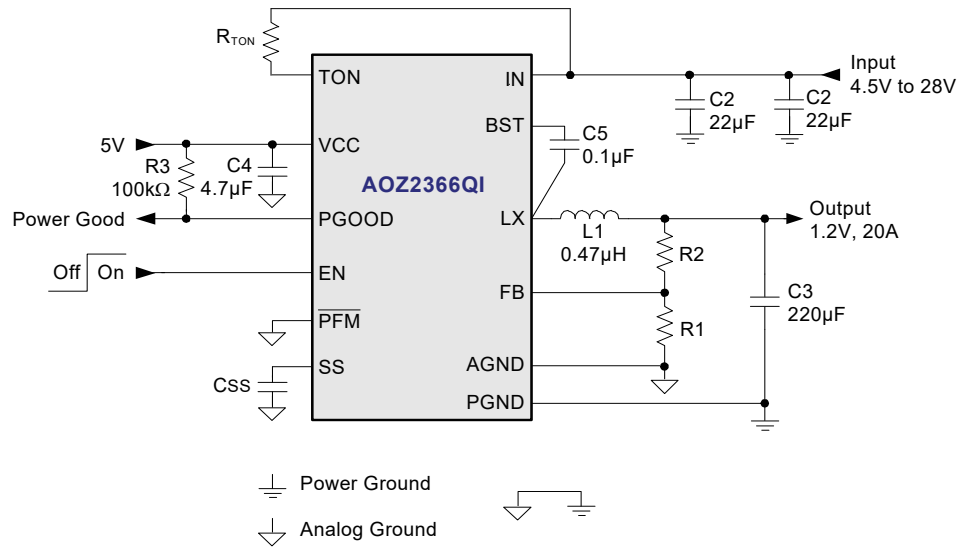 R_TON
TON
IN
Input
4.5V to 28V
C2
22µF
C2
22µF
BST
C5
0.1µF
5V
VCC
R3
100kΩ
C4
4.7µF
AOZ2366QI
Power Good
PGOOD
LX
L1
0.47µH
Output
1.2V, 20A
R2
Off
On
EN
FB
C3
220µF
PFM
R1
SS
AGND
CSS
PGND
Power Ground
Analog Ground